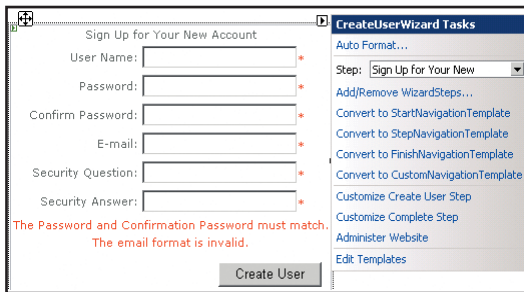 Sign Up for Your New Account
User Name: *
Password: *
Confirm Password: *
E-mail: *
Security Question: *
Security Answer: *
The Password and Confirmation Password must match.
The email format is invalid.
Create User
CreateUserWizard Tasks
Auto Format...
Step: Sign Up for Your New
Add/Remove WizardSteps...
Convert to StartNavigationTemplate
Convert to StepNavigationTemplate
Convert to FinishNavigationTemplate
Convert to CustomNavigationTemplate
Customize Create User Step
Customize Complete Step
Administer Website
Edit Templates